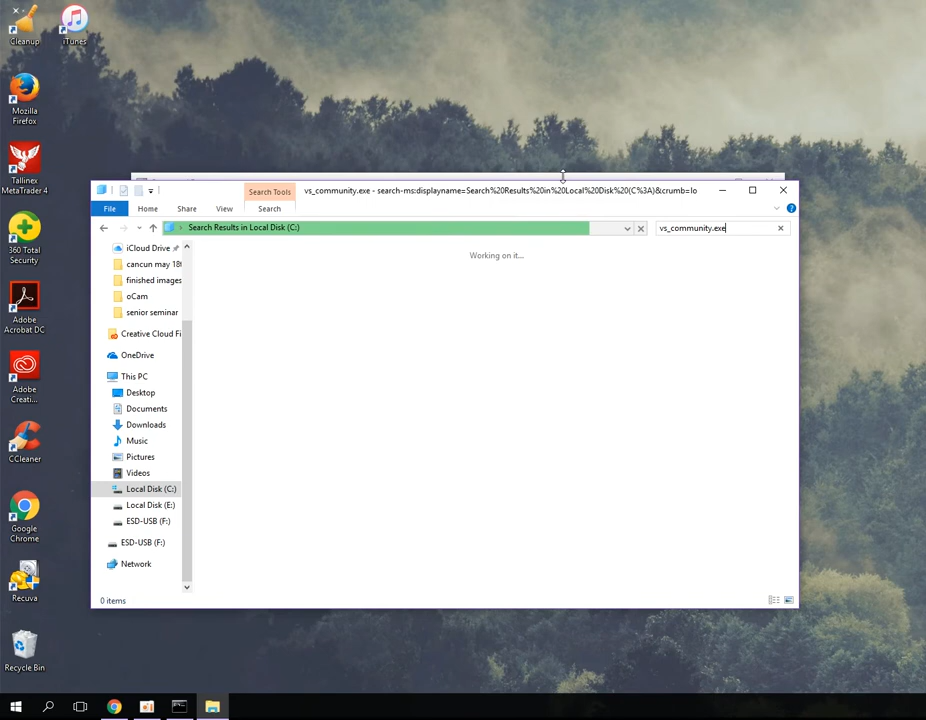 Cleanup
iTunes
Mozilla
Firefox
Tallinex
MetaTrader 4
360 Total
Security
Adobe
Acrobat DC
Adobe
Creati...
CCleaner
Google
Chrome
Recuva
Recycle Bin
Search Tools
vs_community.exe - search-ms:displayname=Search%20Results%20in%20Local%20Disk%20(C%3A)&crumb=lo
File
Home
Share
View
Search
Search Results in Local Disk (C:)
vs_community.exe
iCloud Drive
cancun may 18t
finished images
oCam
senior seminar
Creative Cloud Fi
OneDrive
This PC
Desktop
Documents
Downloads
Music
Pictures
Videos
Local Disk (C:)
Local Disk (E:)
ESD-USB (F:)
ESD-USB (F:)
Network
Working on it...
0 items